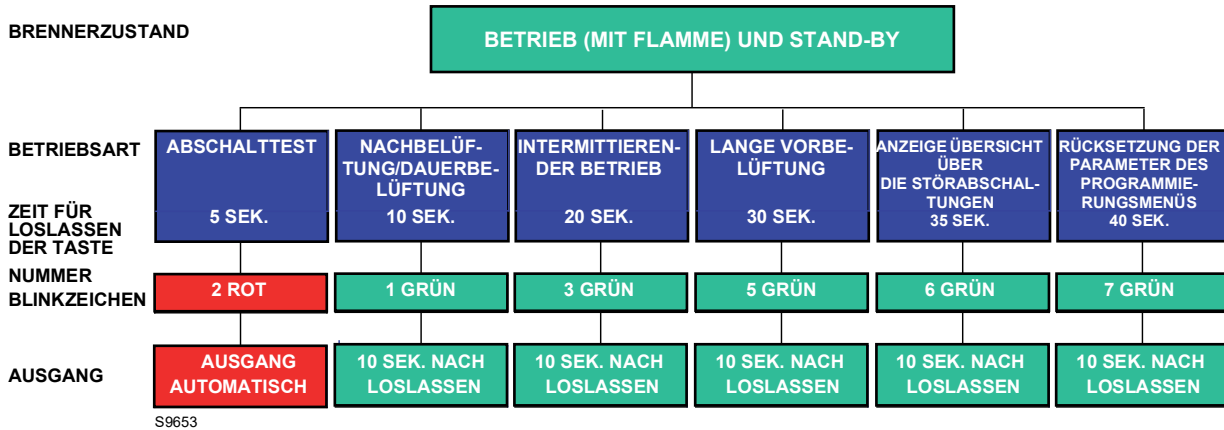 BRENNERZUSTAND
BETRIEB (MIT FLAMME) UND STAND-BY
BETRIEBSART
ABSCHALTTEST
NACHBELÜF-
TUNG/DAUERBE-
LÜFTUNG
INTERMITTIEREN-
DER BETRIEB
LANGE VORBE-
LÜFTUNG
ANZEIGE ÜBERSICHT
ÜBER
DIE STÖRABSCHAL-
TUNGEN
RÜCKSETZUNG DER
PARAMETER DES
PROGRAMMIE-
RUNGSMENÜS
ZEIT FÜR
LOSLASSEN
DER TASTE
5 SEK.
10 SEK.
20 SEK.
30 SEK.
35 SEK.
40 SEK.
NUMMER
BLINKZEICHEN
2 ROT
1 GRÜN
3 GRÜN
5 GRÜN
6 GRÜN
7 GRÜN
AUSGANG
AUSGANG
AUTOMATISCH
10 SEK. NACH
LOSLASSEN
10 SEK. NACH
LOSLASSEN
10 SEK. NACH
LOSLASSEN
10 SEK. NACH
LOSLASSEN
10 SEK. NACH
LOSLASSEN
S9653